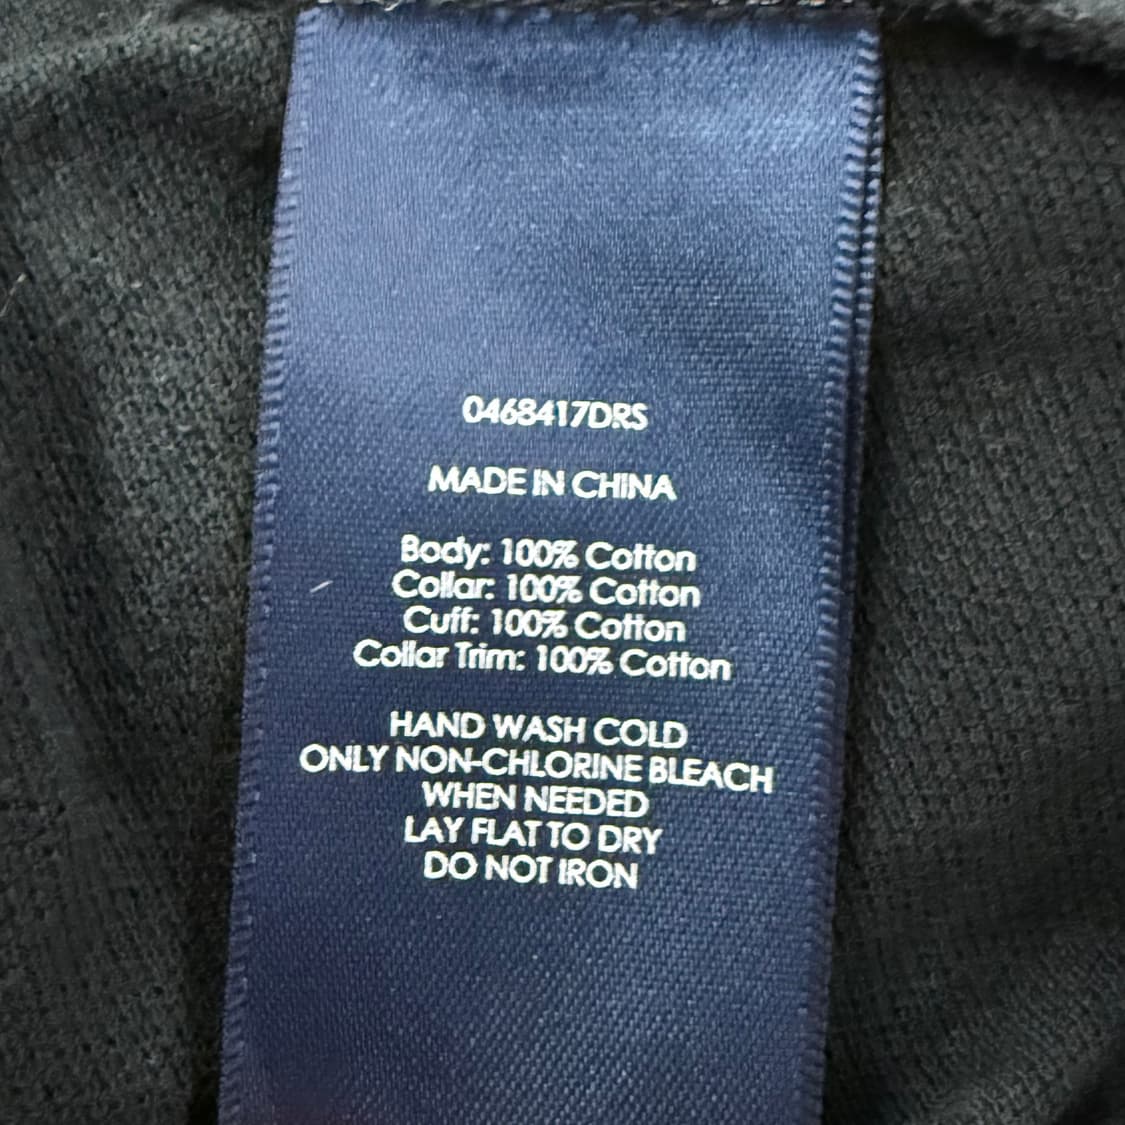 0468417DRS
MADE IN CHINA
Body: 100% Cotton
Collar: 100% Cotton
Cuff: 100% Cotton
Collar Trim: 100% Cotton
HAND WASH COLD
ONLY NON-CHLORINE BLEACH
WHEN NEEDED
LAY FLAT TO DRY
DO NOT IRON